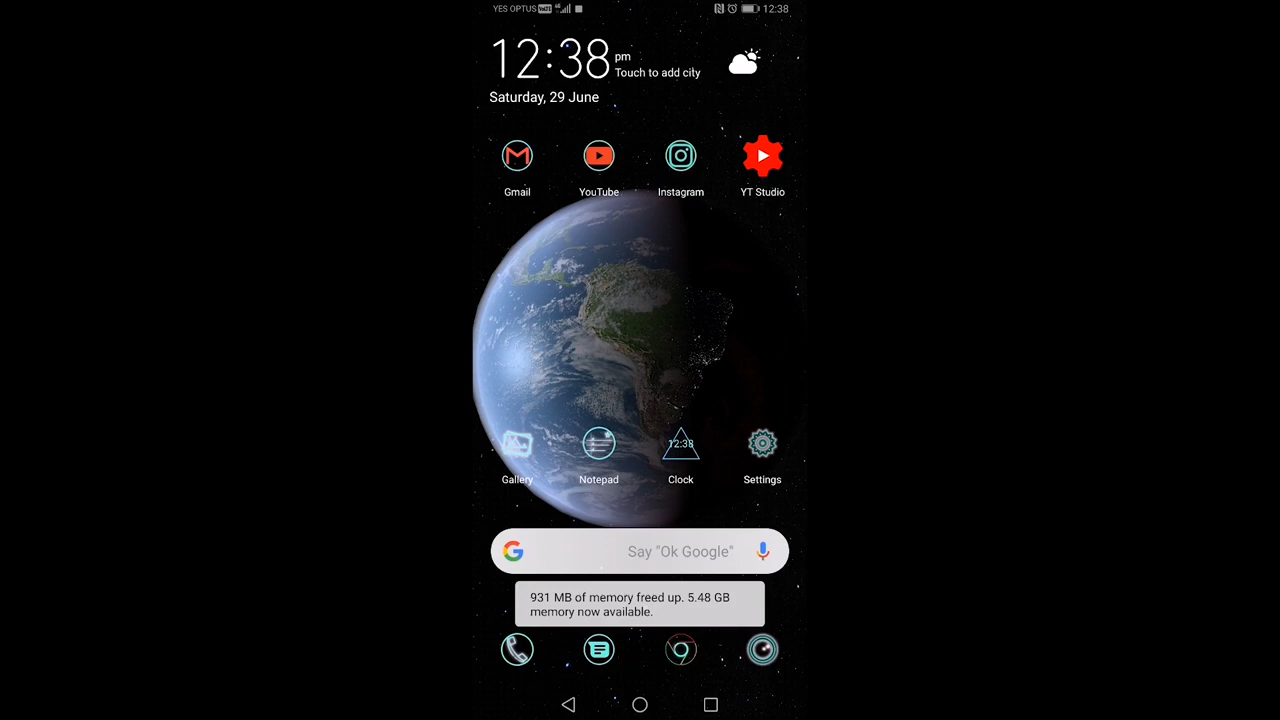 YES OPTUS VoLTE 4G 12:38
12:38 pm
Touch to add city
Saturday, 29 June
Gmail YouTube Instagram YT Studio
12:38
Gallery Notepad Clock Settings
Say "Ok Google"
931 MB of memory freed up. 5.48 GB
memory now available.